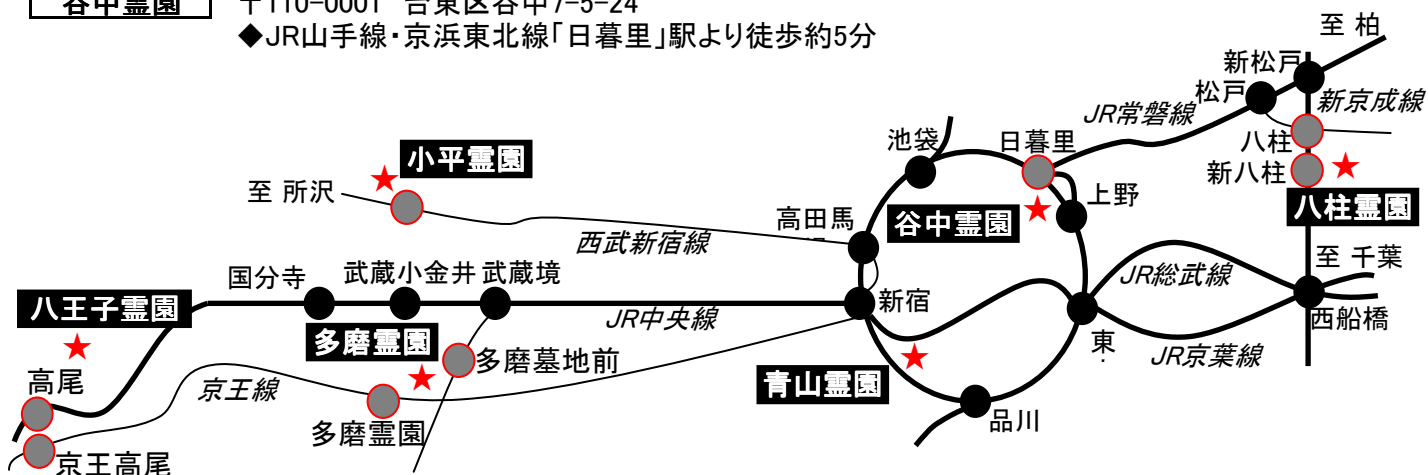 谷中霊園
〒110-0001 台東区谷中7-5-24
◆JR山手線・京浜東北線「日暮里」駅より徒歩約5分
至 柏
新松戸
松戸
新京成線
JR常磐線
池袋
日暮里
八柱
小平霊園
新八柱
至 所沢
上野
高田馬
谷中霊園
八柱霊園
西武新宿線
至 千葉
国分寺
武蔵小金井
武蔵境
JR総武線
八王子霊園
新宿
JR中央線
西船橋
多磨霊園
東
JR京葉線
多磨墓地前
高尾
京王線
青山霊園
品川
多磨霊園
京王高尾